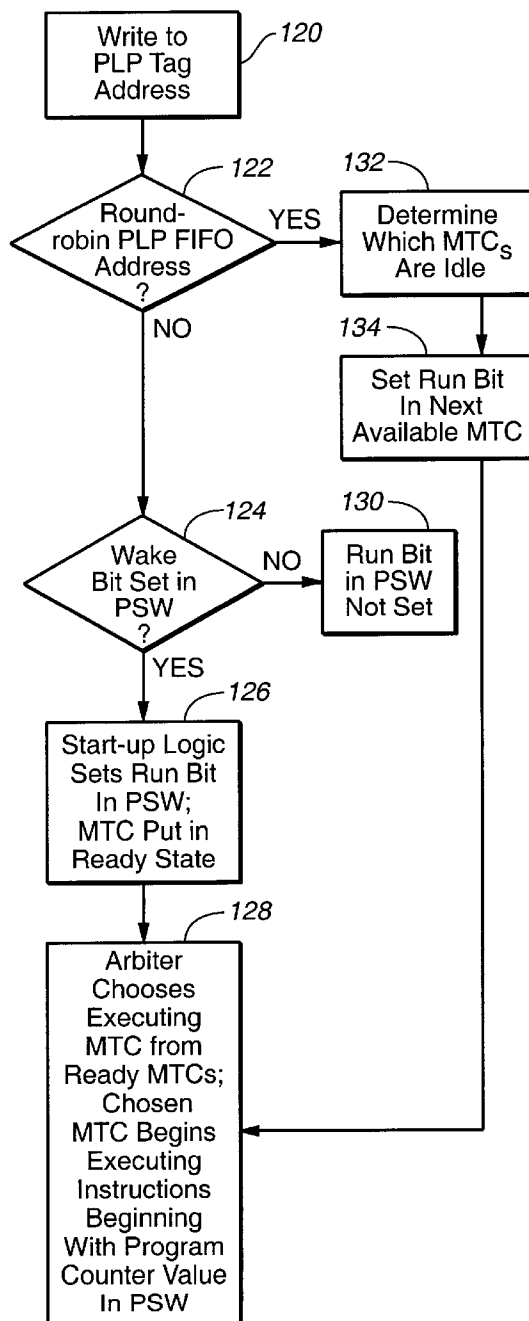 Write to
PLP Tag
Address
120
122
Round-
robin PLP FIFO
Address
?
YES
NO
132
Determine
Which MTCs
Are Idle
134
Set Run Bit
In Next
Available MTC
124
Wake
Bit Set in
PSW
?
NO
YES
130
Run Bit
in PSW
Not Set
126
Start-up Logic
Sets Run Bit
In PSW;
MTC Put in
Ready State
128
Arbiter
Chooses
Executing
MTC from
Ready MTCs;
Chosen
MTC Begins
Executing
Instructions
Beginning
With Program
Counter Value
In PSW